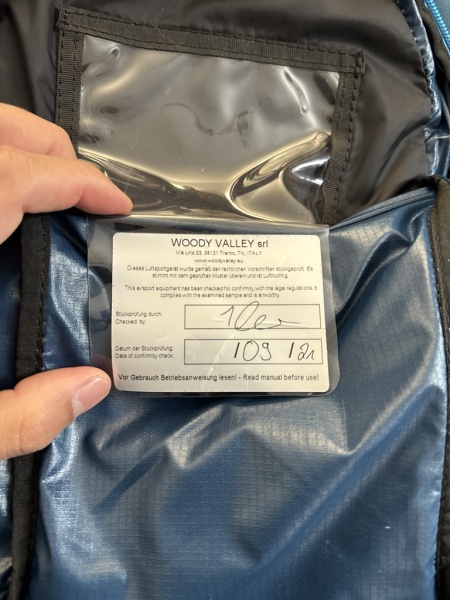 WOODY VALLEY srl
Via Linz 33, 38121 Trento, TN, ITALY
www.woodyvalley.eu
Dieses Luftsportgerät wurde gemäß den rechtlichen Vorschriften stückgeprüft. Es
stimmt mit dem geprüften Muster überein und ist lufttüchtig.
This airsport equipment has been checked for conformity with the legal regulations. It
complies with the examined sample and is airworthy.
Stückprüfung durch:
Checked by:
Datum der Stückprüfung:
Date of conformity check:
109 / 21
Vor Gebrauch Betriebsanweisung lesen! - Read manual before use!